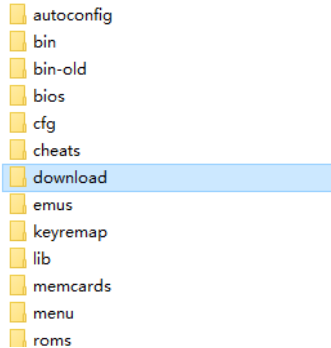 autoconfig
bin
bin-old
bios
cfg
cheats
download
emus
keyremap
lib
memcards
menu
roms